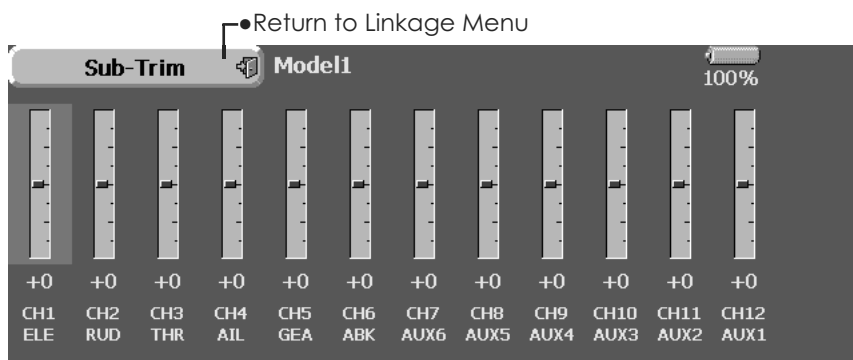 ●Return to Linkage Menu
Sub-Trim Model1 100%
+0 +0 +0 +0 +0 +0 +0 +0 +0 +0 +0 +0
CH1 CH2 CH3 CH4 CH5 CH6 CH7 CH8 CH9 CH10 CH11 CH12
ELE RUD THR AIL GEA ABK AUX6 AUX5 AUX4 AUX3 AUX2 AUX1